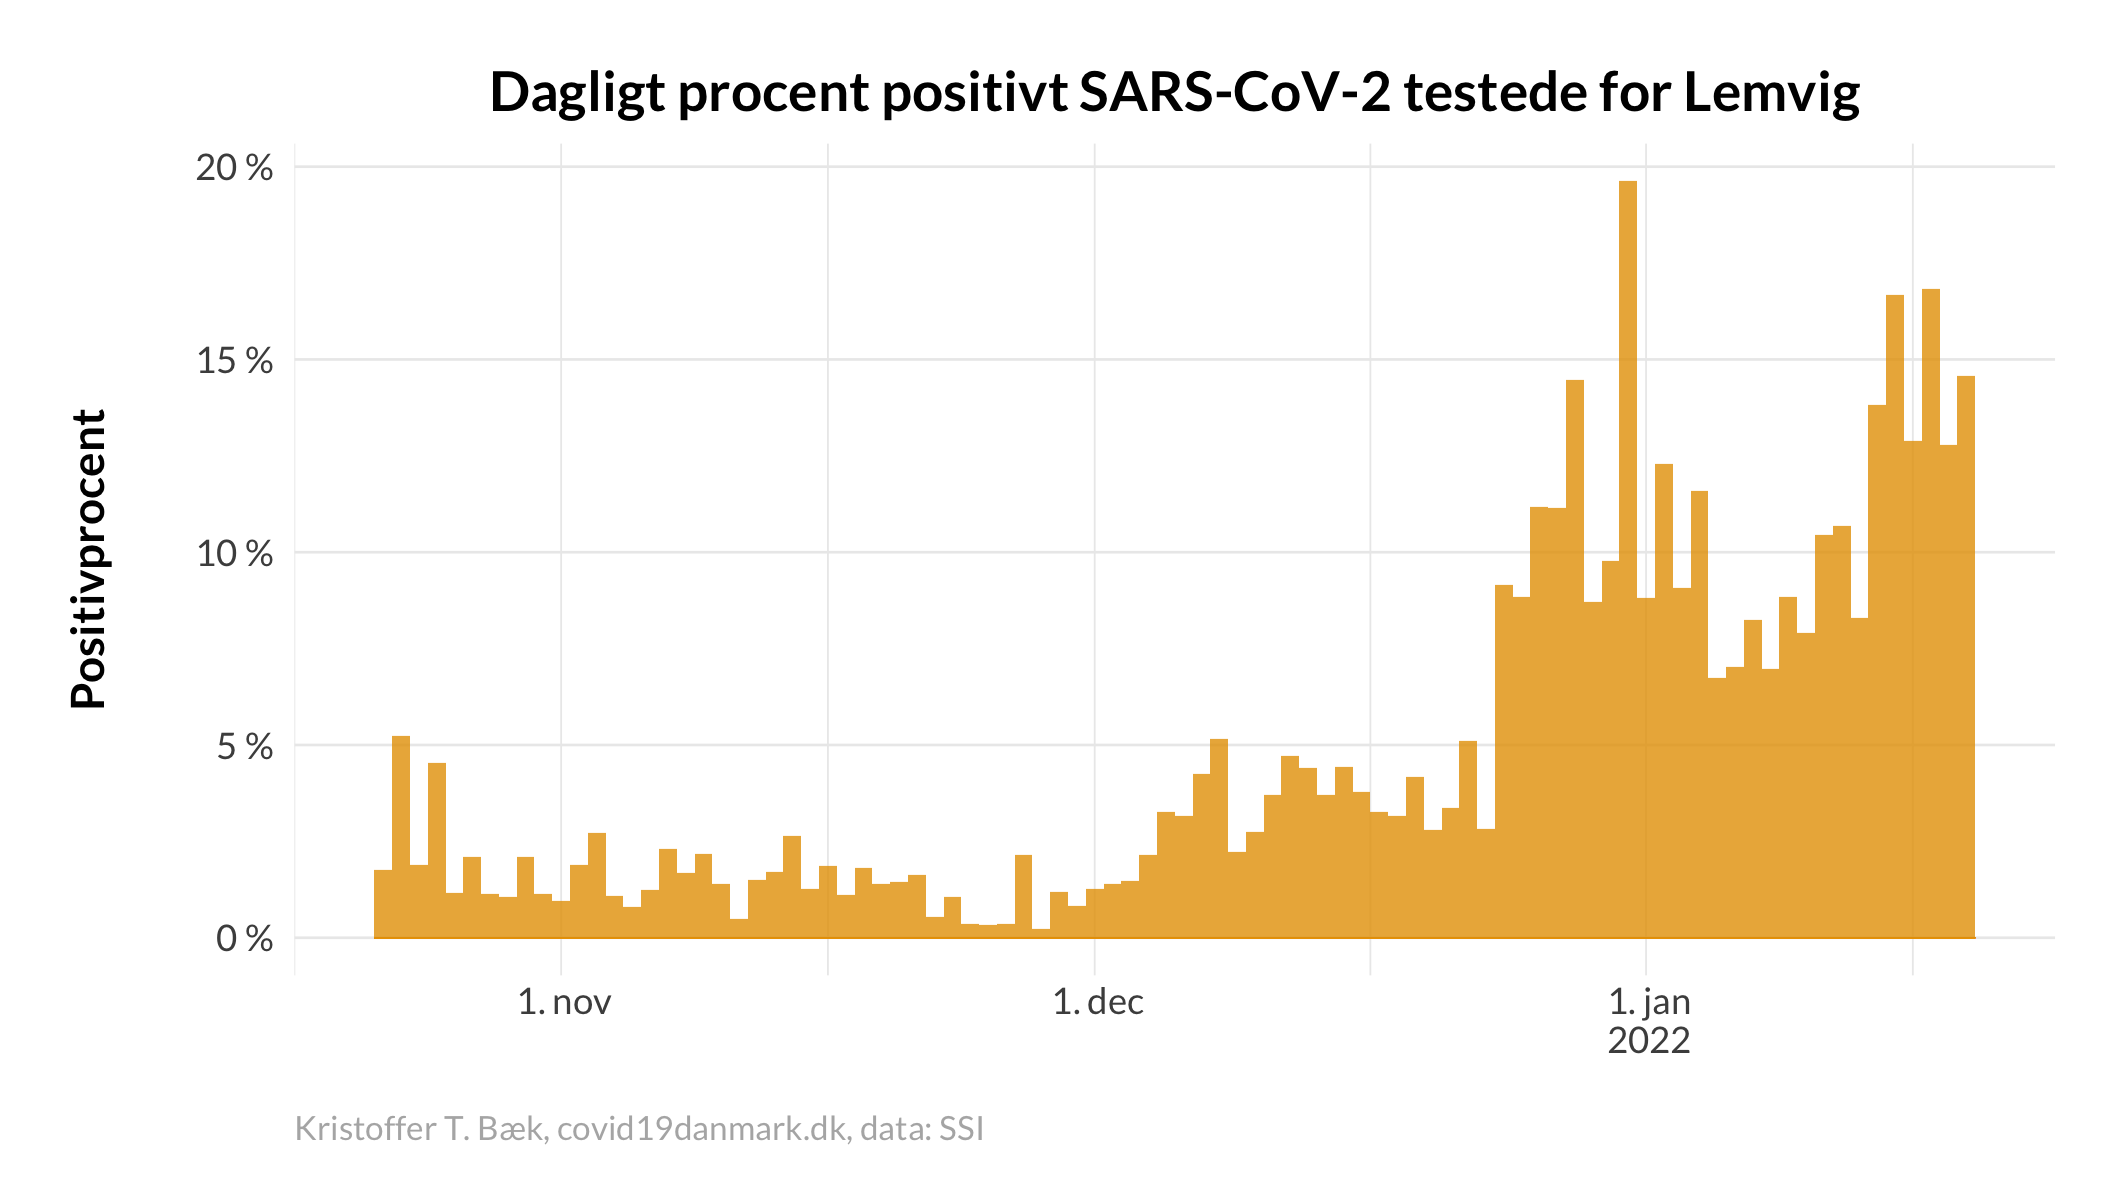 Dagligt procent positivt SARS-CoV-2 testede for Lemvig
Positivprocent
20 %
15 %
10 %
5 %
0 %
1. nov
1. dec
1. jan
2022
Kristoffer T. Bæk, covid19danmark.dk, data: SSI